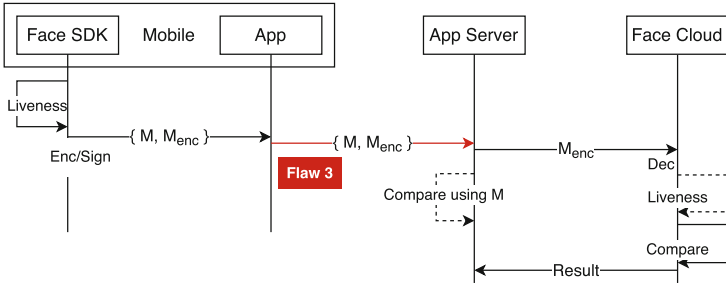 Face SDK
Mobile
App
App Server
Face Cloud
Liveness
{ M, Menc }
{ M, Menc }
Menc
Enc/Sign
Flaw 3
Dec
Compare using M
Liveness
Compare
Result